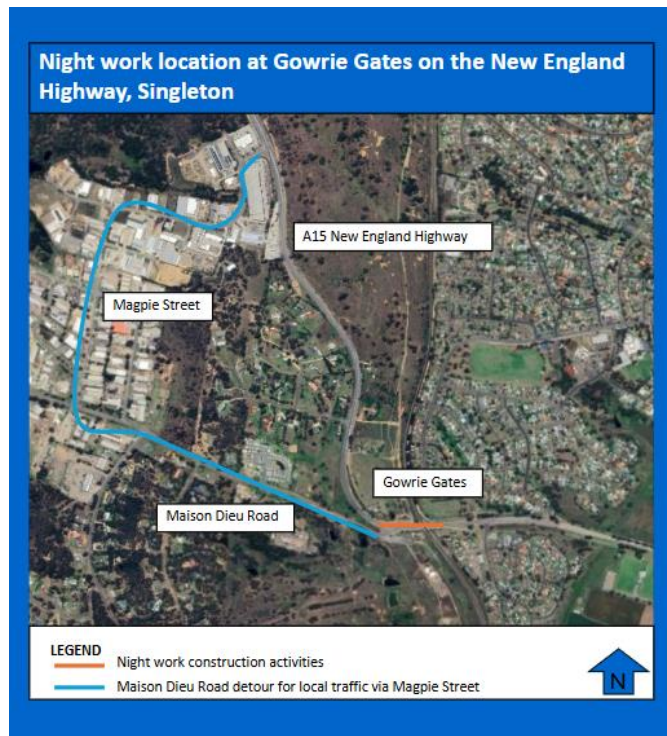 Night work location at Gowrie Gates on the New England
Highway, Singleton
A15 New England Highway
Magpie Street
Gowrie Gates
Maison Dieu Road
LEGEND
Night work construction activities
Maison Dieu Road detour for local traffic via Magpie Street
N